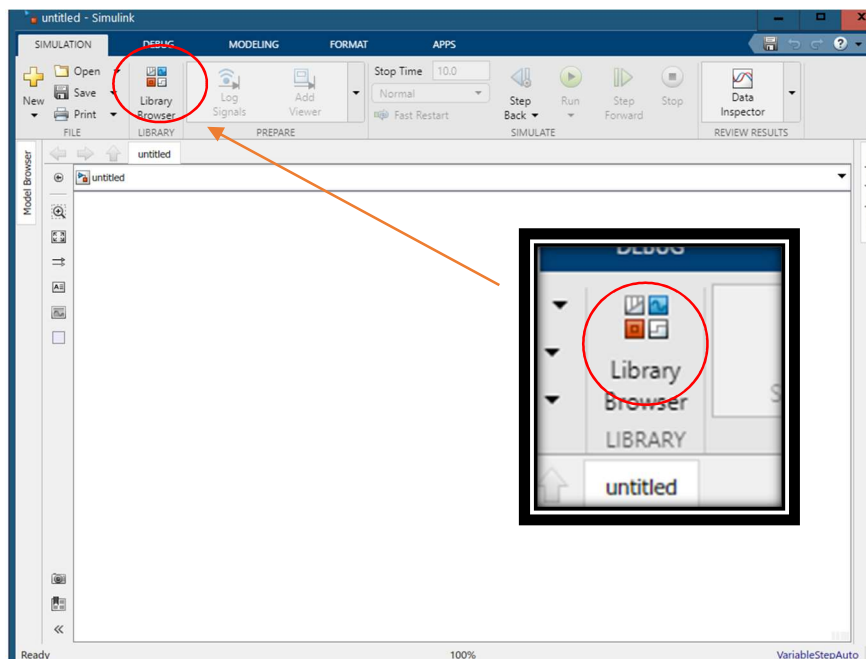 untitled - Simulink
SIMULATION DEBUG MODELING FORMAT APPS
New
Open
Save
Print
FILE
Library
Browser
LIBRARY
Log
Signals
Add
Viewer
PREPARE
Stop Time 10.0
Normal
Fast Restart
Step
Back
Run
Step
Forward
Stop
SIMULATE
Data
Inspector
REVIEW RESULTS
Model Browser
untitled
untitled
DEBUG
Library
Browser
LIBRARY
S
untitled
Ready 100% VariableStepAuto